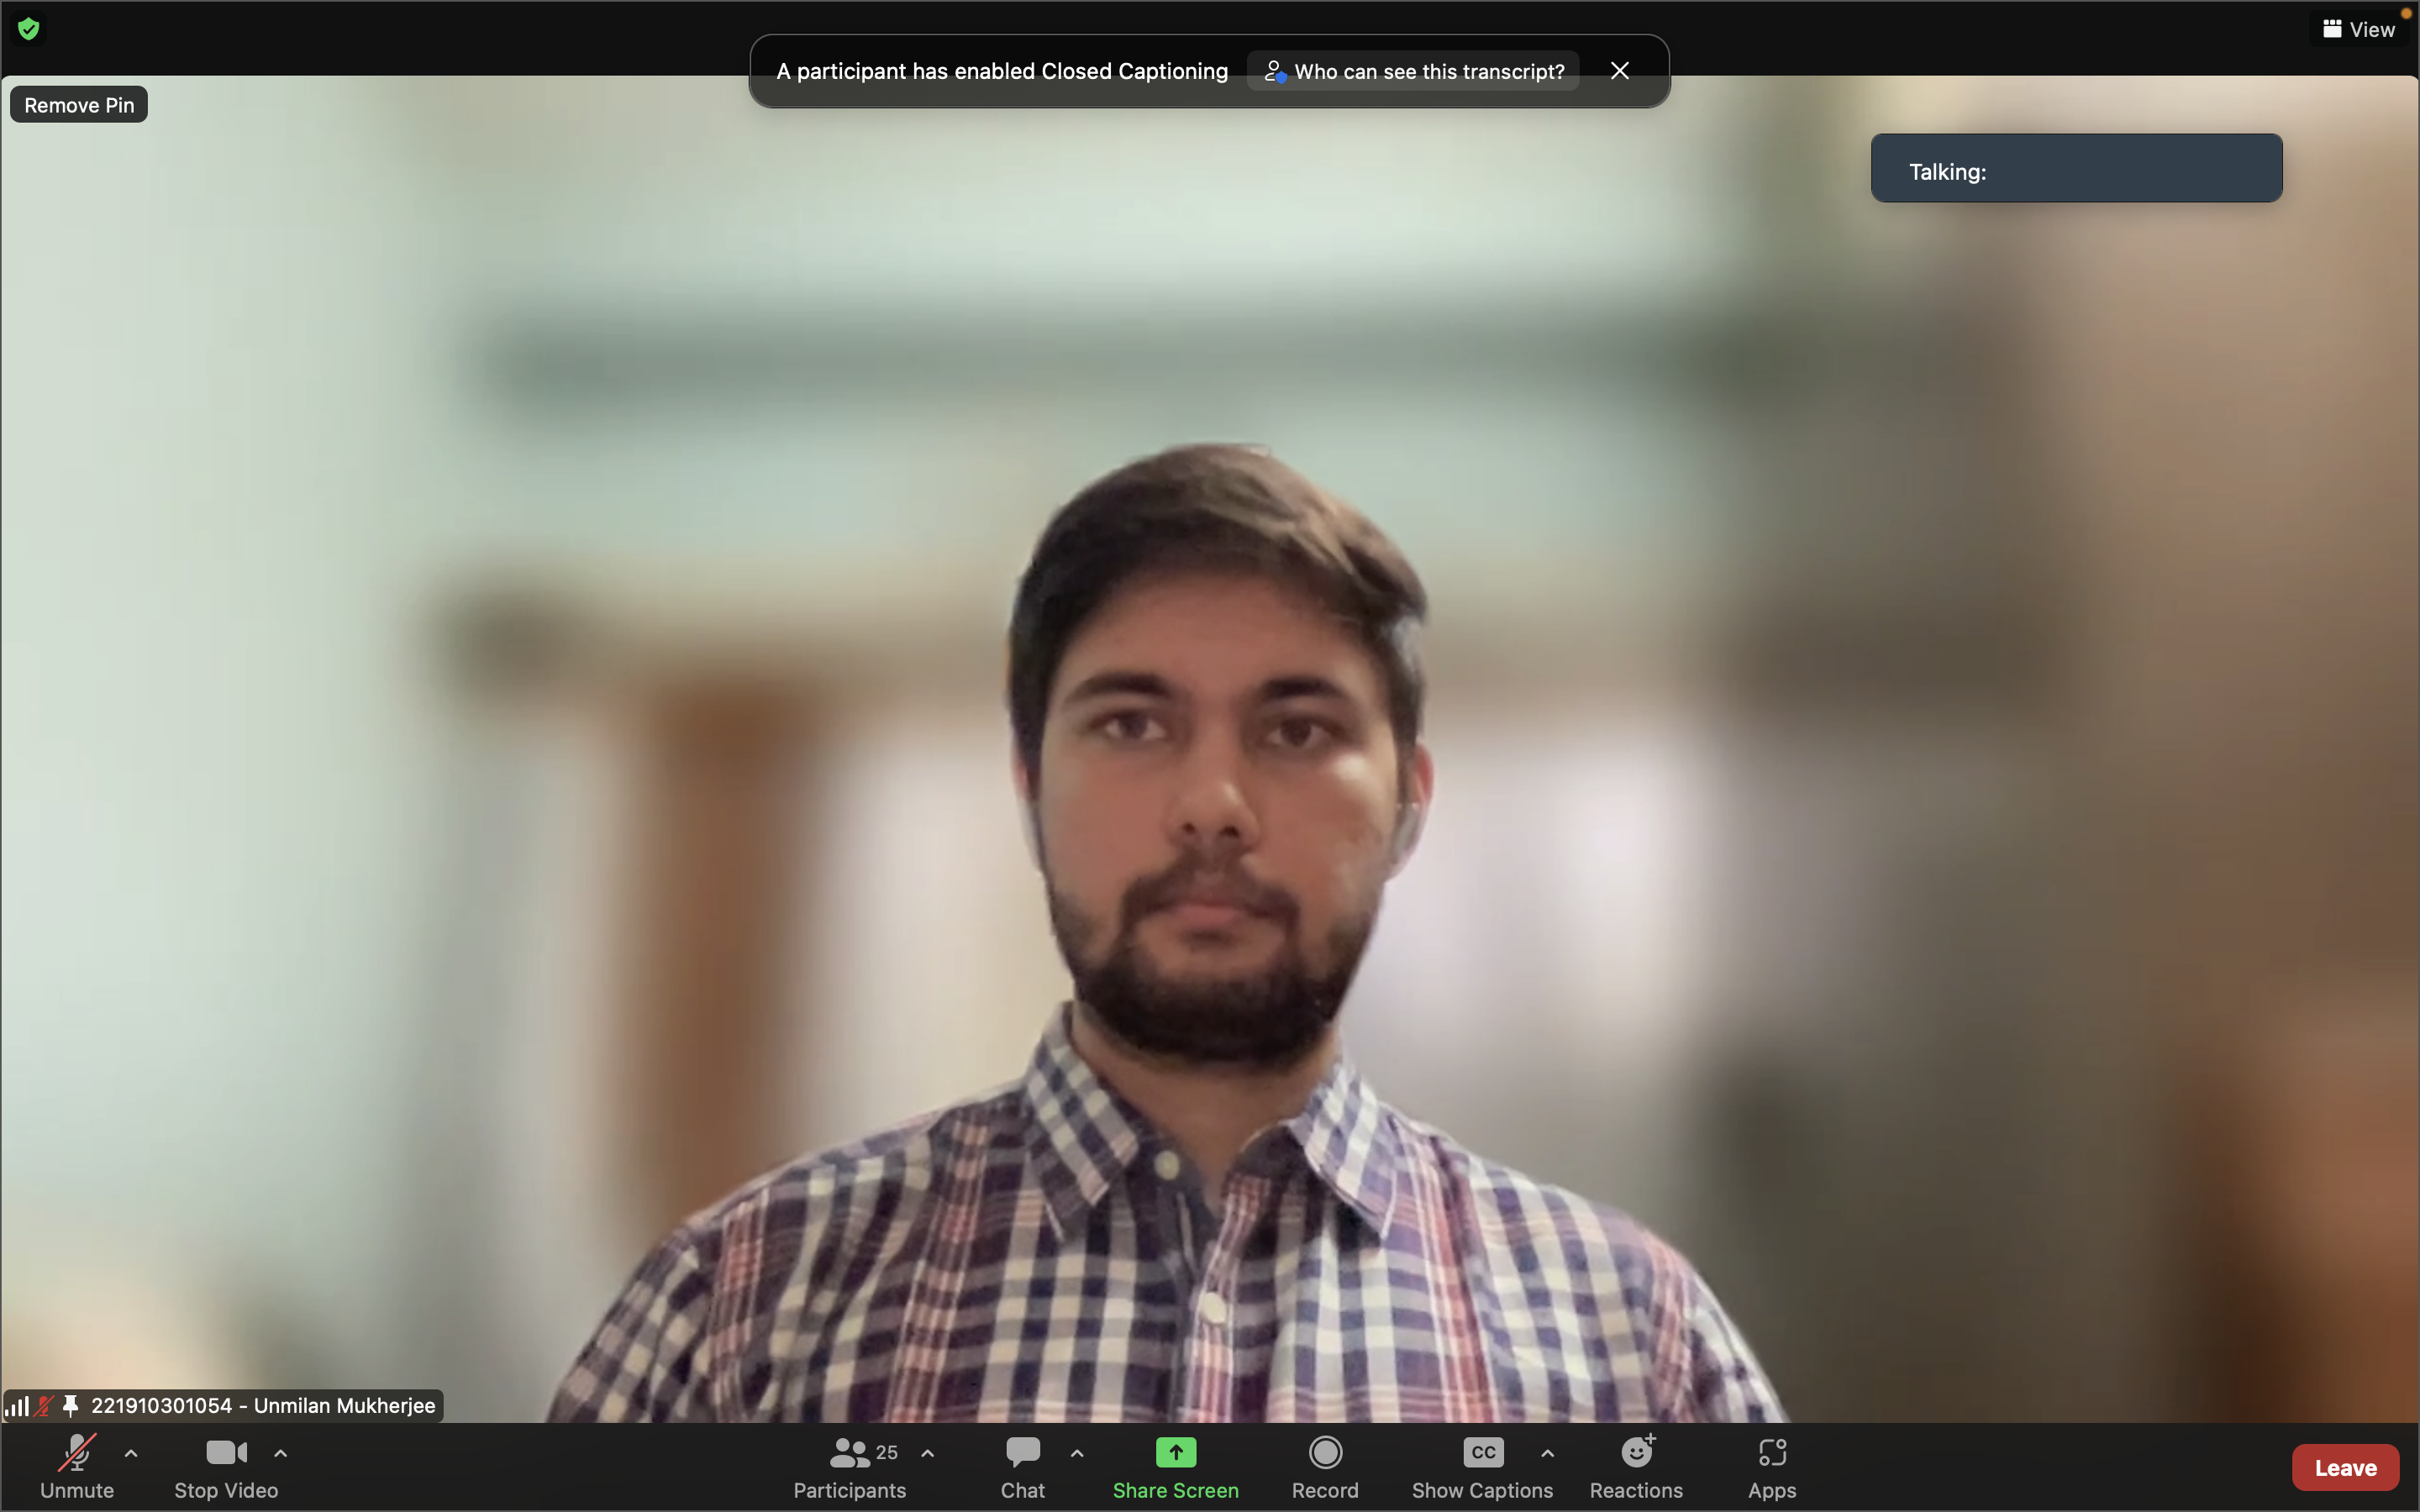 View
A participant has enabled Closed Captioning Who can see this transcript?
Remove Pin
Talking:
221910301054 - Unmilan Mukherjee
25
CC
Unmute
Stop Video
Participants
Chat
Share Screen
Record
Show Captions
Reactions
Apps
Leave